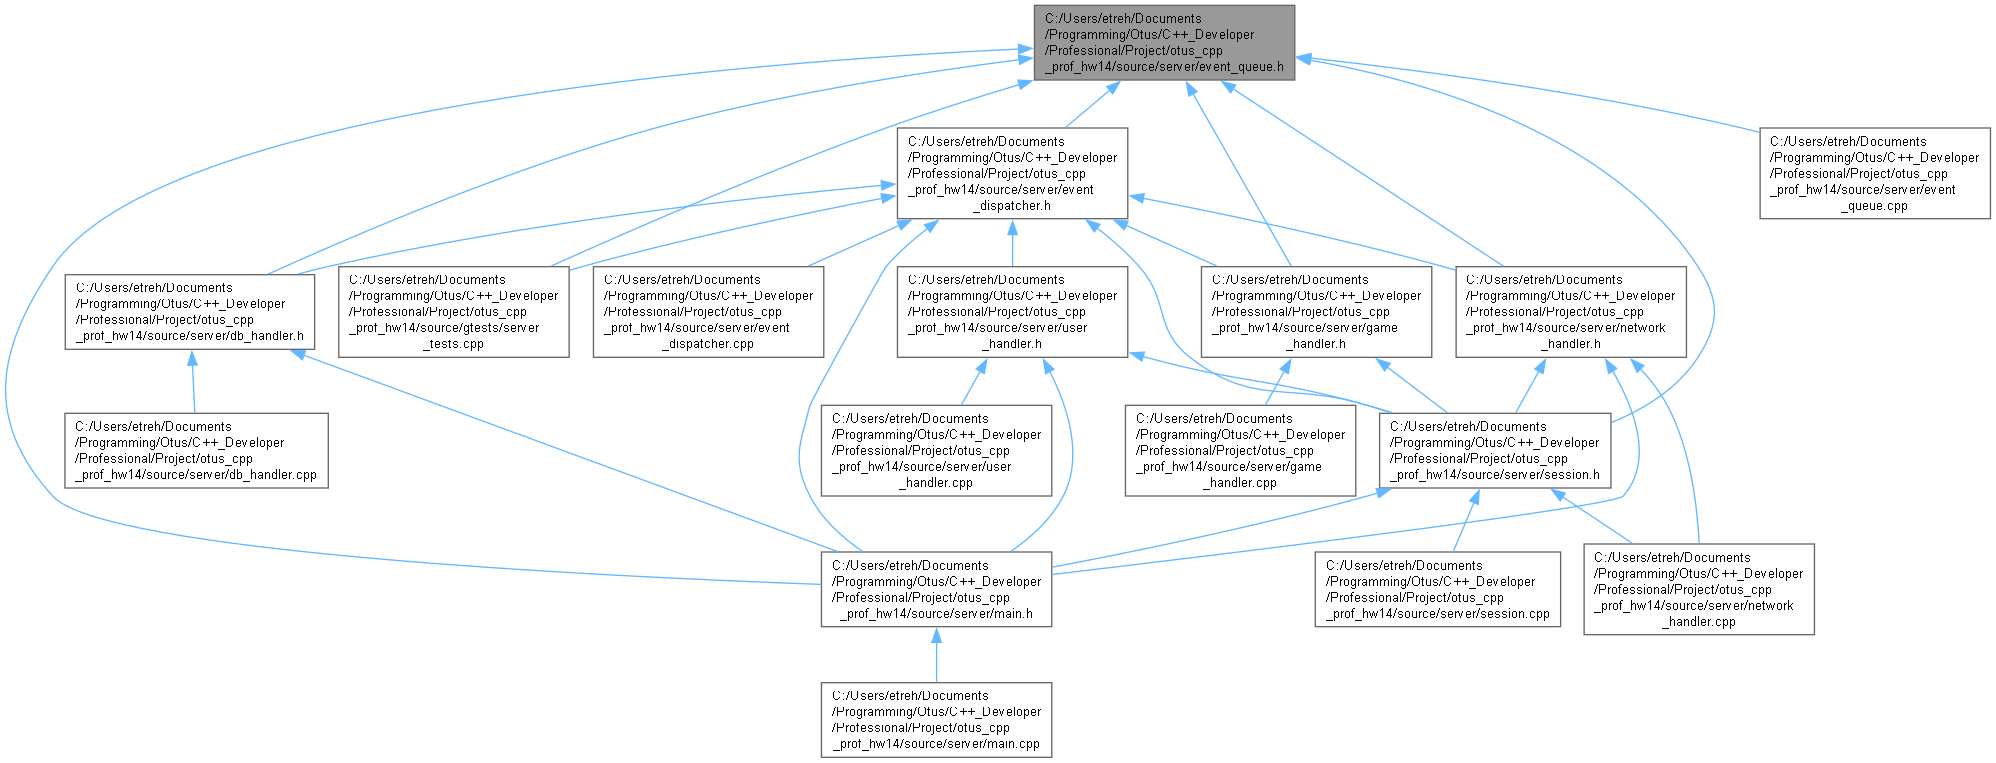 C:/Users/etreh/Documents
/Programming/Otus/C++_Developer
/Professional/Project/otus_cpp
_prof_hw14/source/server/event_queue.h
C:/Users/etreh/Documents
/Programming/Otus/C++_Developer
/Professional/Project/otus_cpp
_prof_hw14/source/server/event
_dispatcher.h
C:/Users/etreh/Documents
/Programming/Otus/C++_Developer
/Professional/Project/otus_cpp
_prof_hw14/source/server/event
_queue.cpp
C:/Users/etreh/Documents
/Programming/Otus/C++_Developer
/Professional/Project/otus_cpp
_prof_hw14/source/server/db_handler.h
C:/Users/etreh/Documents
/Programming/Otus/C++_Developer
/Professional/Project/otus_cpp
_prof_hw14/source/gtests/server
_tests.cpp
C:/Users/etreh/Documents
/Programming/Otus/C++_Developer
/Professional/Project/otus_cpp
_prof_hw14/source/server/event
_dispatcher.cpp
C:/Users/etreh/Documents
/Programming/Otus/C++_Developer
/Professional/Project/otus_cpp
_prof_hw14/source/server/user
_handler.h
C:/Users/etreh/Documents
/Programming/Otus/C++_Developer
/Professional/Project/otus_cpp
_prof_hw14/source/server/game
_handler.h
C:/Users/etreh/Documents
/Programming/Otus/C++_Developer
/Professional/Project/otus_cpp
_prof_hw14/source/server/network
_handler.h
C:/Users/etreh/Documents
/Programming/Otus/C++_Developer
/Professional/Project/otus_cpp
_prof_hw14/source/server/db_handler.cpp
C:/Users/etreh/Documents
/Programming/Otus/C++_Developer
/Professional/Project/otus_cpp
_prof_hw14/source/server/user
_handler.cpp
C:/Users/etreh/Documents
/Programming/Otus/C++_Developer
/Professional/Project/otus_cpp
_prof_hw14/source/server/game
_handler.cpp
C:/Users/etreh/Documents
/Programming/Otus/C++_Developer
/Professional/Project/otus_cpp
_prof_hw14/source/server/session.h
C:/Users/etreh/Documents
/Programming/Otus/C++_Developer
/Professional/Project/otus_cpp
_prof_hw14/source/server/main.h
C:/Users/etreh/Documents
/Programming/Otus/C++_Developer
/Professional/Project/otus_cpp
_prof_hw14/source/server/session.cpp
C:/Users/etreh/Documents
/Programming/Otus/C++_Developer
/Professional/Project/otus_cpp
_prof_hw14/source/server/network
_handler.cpp
C:/Users/etreh/Documents
/Programming/Otus/C++_Developer
/Professional/Project/otus_cpp
_prof_hw14/source/server/main.cpp